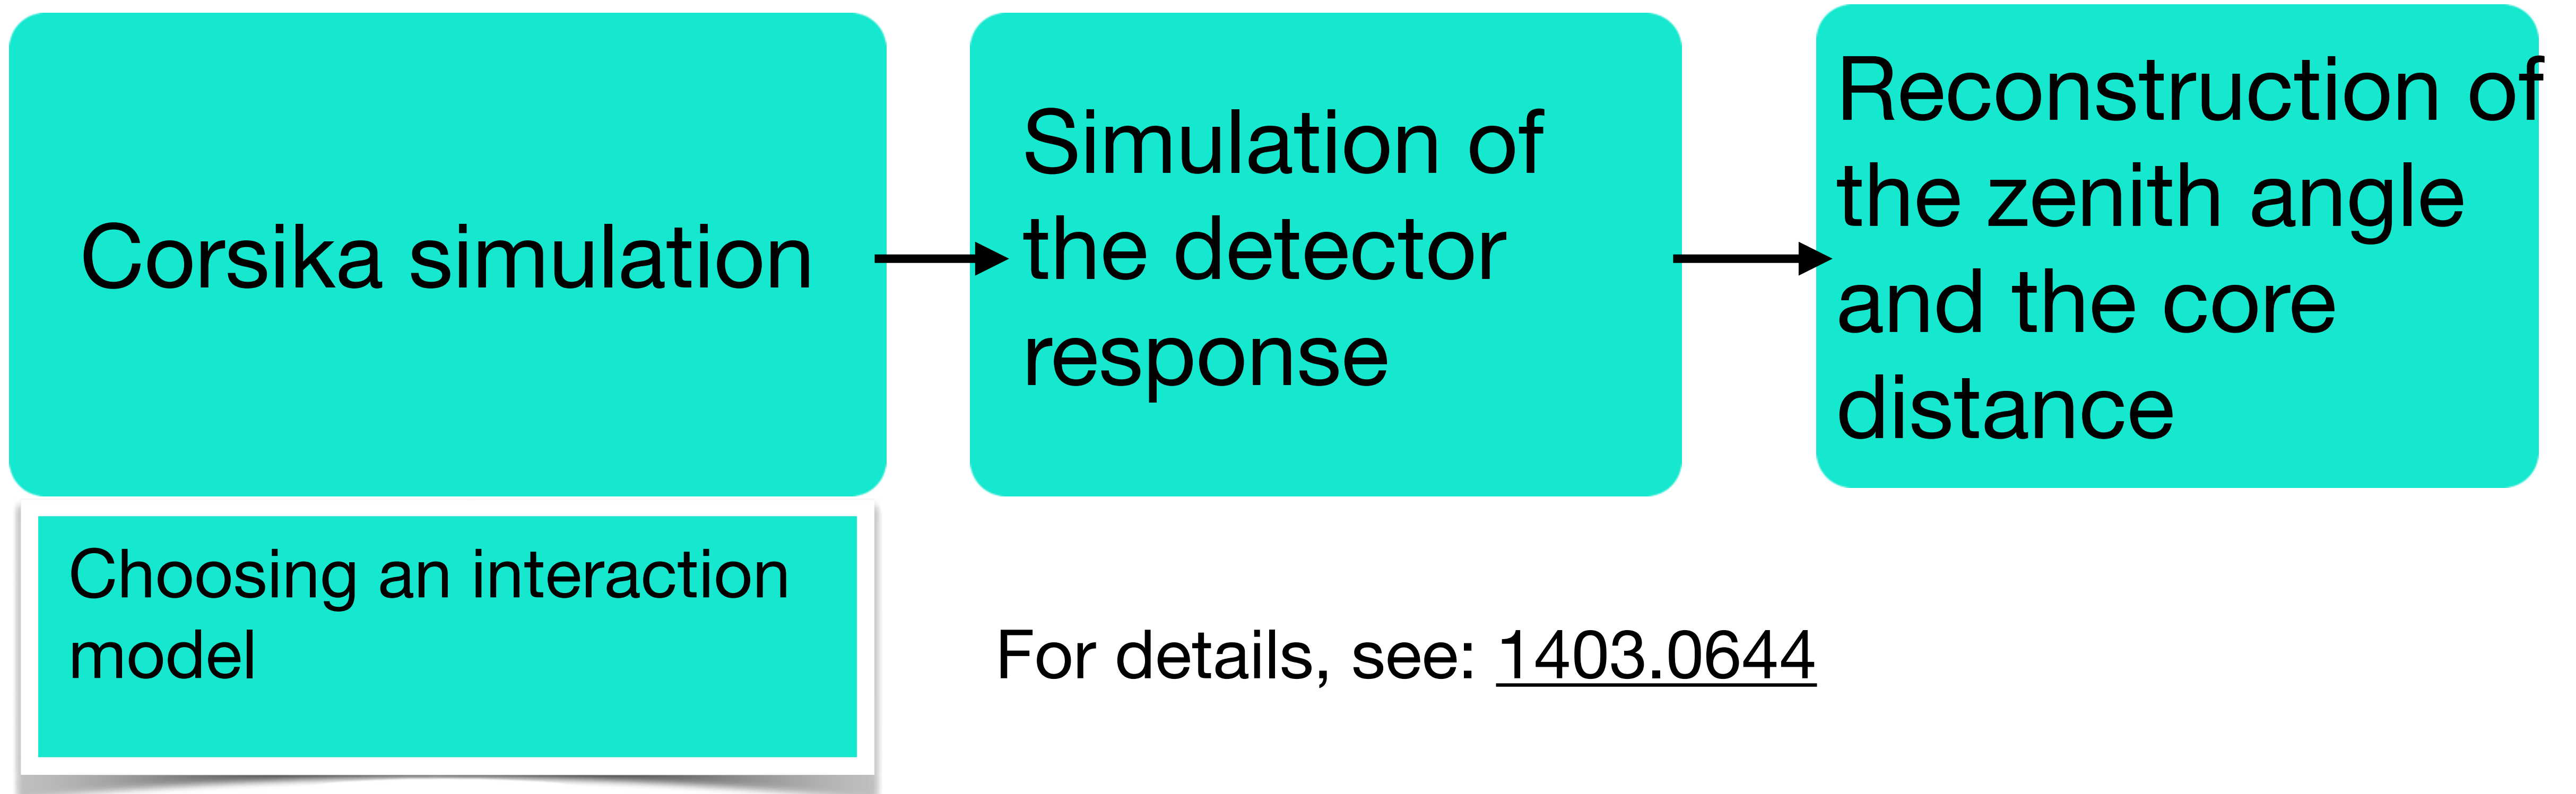 Corsika simulation
Simulation of
the detector
response
Reconstruction of
the zenith angle
and the core
distance
Choosing an interaction
model
For details, see: 1403.0644